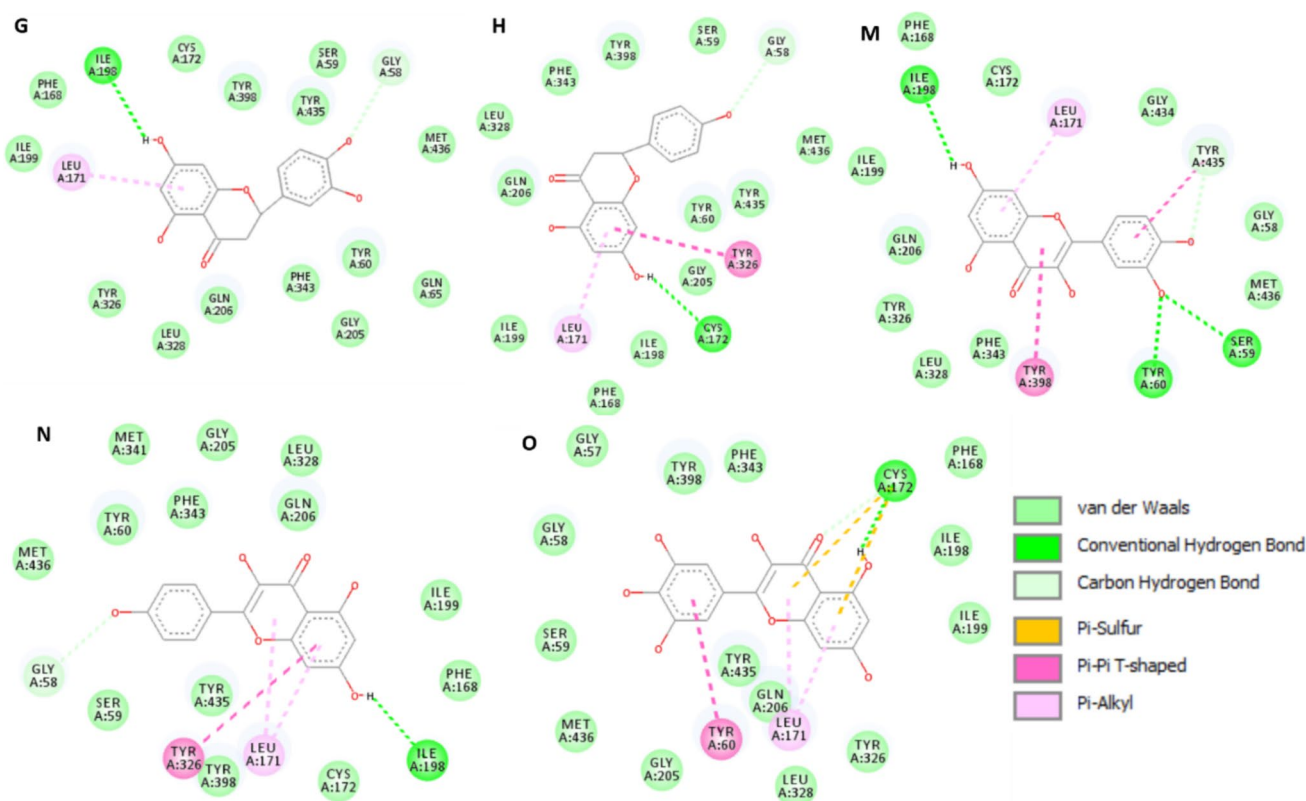 G
ILE
A:198
CYS
A:172
SER
A:59
GLY
A:58
PHE
A:168
TYR
A:398
TYR
A:435
ILE
A:199
LEU
A:171
MET
A:436
H
TYR
A:326
LEU
A:328
GLN
A:206
PHE
A:343
TYR
A:60
GLY
A:205
GLN
A:65
H
TYR
A:398
SER
A:59
GLY
A:58
PHE
A:343
LEU
A:328
MET
A:436
GLN
A:206
TYR
A:60
TYR
A:435
TYR
A:326
GLY
A:205
H
ILE
A:199
LEU
A:171
ILE
A:198
CYS
A:172
PHE
A:168
M
PHE
A:168
ILE
A:198
CYS
A:172
LEU
A:171
GLY
A:434
TYR
A:435
ILE
A:199
H
GLN
A:206
GLY
A:58
TYR
A:326
MET
A:436
LEU
A:328
PHE
A:343
TYR
A:398
TYR
A:60
SER
A:59
N
MET
A:341
GLY
A:205
LEU
A:328
TYR
A:60
PHE
A:343
GLN
A:206
MET
A:436
ILE
A:199
GLY
A:58
SER
A:59
TYR
A:435
PHE
A:168
H
TYR
A:326
TYR
A:398
LEU
A:171
CYS
A:172
ILE
A:198
O
GLY
A:57
TYR
A:398
PHE
A:343
CYS
A:172
PHE
A:168
GLY
A:58
ILE
A:198
H
SER
A:59
ILE
A:199
TYR
A:435
GLN
A:206
MET
A:436
TYR
A:60
LEU
A:171
TYR
A:326
GLY
A:205
LEU
A:328
van der Waals
Conventional Hydrogen Bond
Carbon Hydrogen Bond
Pi-Sulfur
Pi-Pi T-shaped
Pi-Alkyl